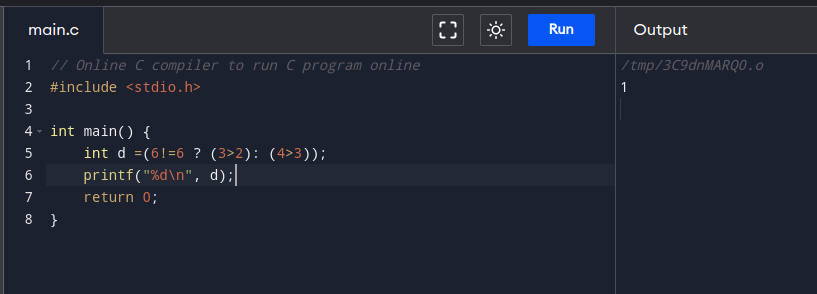 main.c
Run
Output
1 // Online C compiler to run C program online
2 #include <stdio.h>
3
4 int main() {
5 int d =(6!=6 ? (3>2): (4>3));
6 printf("%d\n", d);
7 return 0;
8 }
/tmp/3C9dnMARQO.o
1